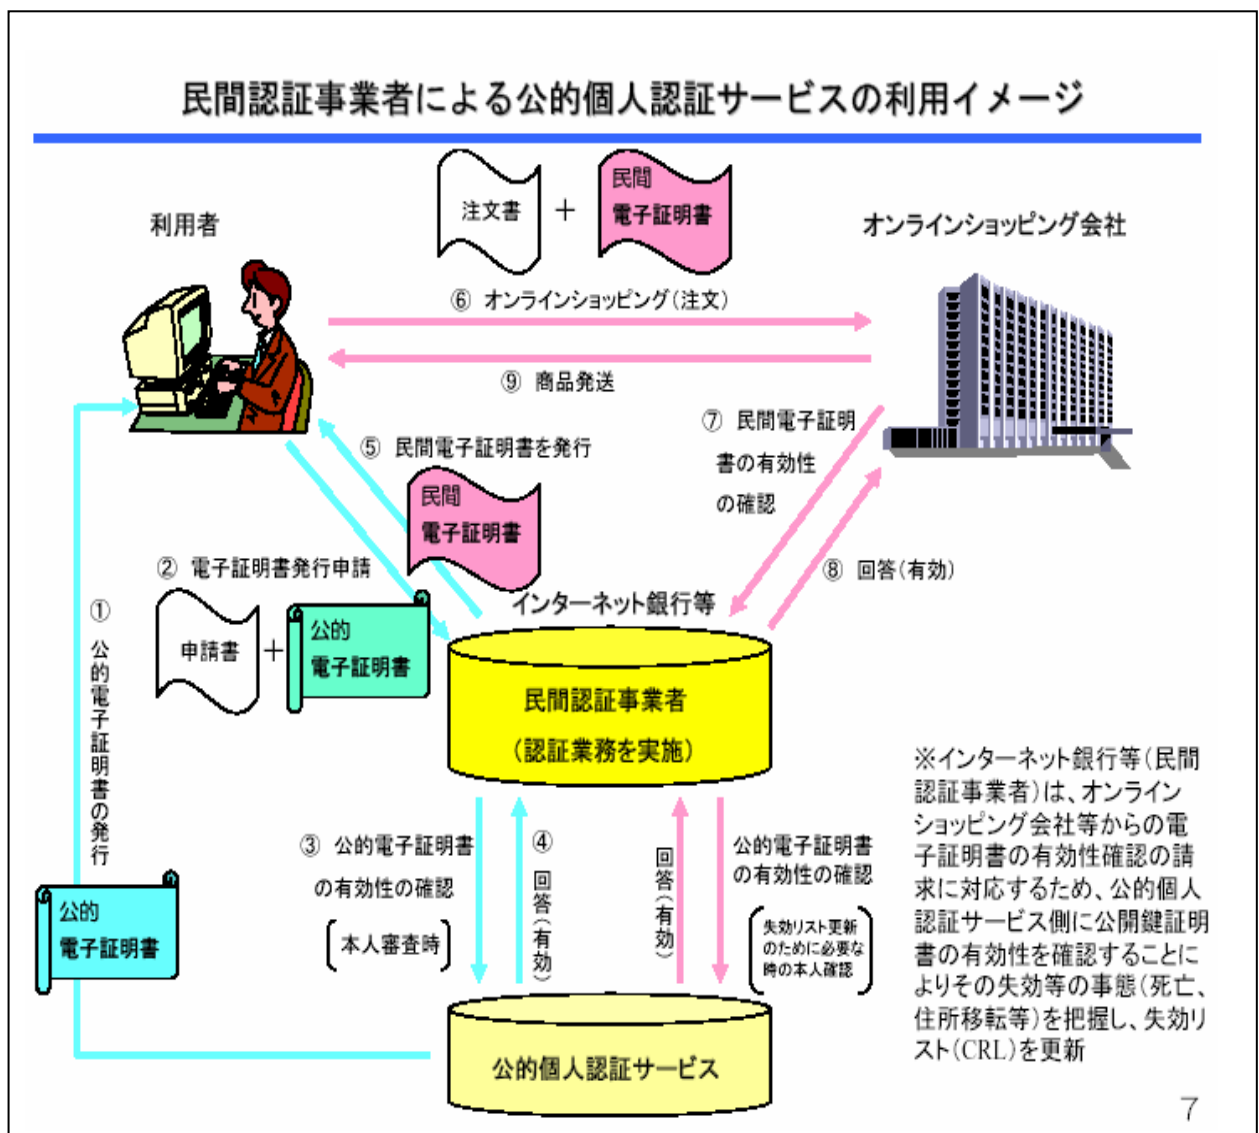 民間認証事業者による公的個人認証サービスの利用イメージ
利用者
注文書
+
民間
電子証明書
オンラインショッピング会社
⑥ オンラインショッピング(注文)
⑨ 商品発送
⑤ 民間電子証明書を発行
民間
電子証明書
⑦ 民間電子証明
書の有効性
の確認
⑧ 回答(有効)
② 電子証明書発行申請
申請書
+
公的
電子証明書
① 公的電子証明書の発行
公的
電子証明書
インターネット銀行等
民間認証事業者
(認証業務を実施)
③ 公的電子証明書
の有効性の確認
本人審査時
④ 回答(有効)
回答(有効)
公的電子証明書
の有効性の確認
失効リスト更新
のために必要な
時の本人確認
公的個人認証サービス
※インターネット銀行等(民間
認証事業者)は、オンライン
ショッピング会社等からの電
子証明書の有効性確認の請
求に対応するため、公的個人
認証サービス側に公開鍵証明
書の有効性を確認することに
よりその失効等の事態(死亡、
住所移転等)を把握し、失効リ
スト(CRL)を更新
7